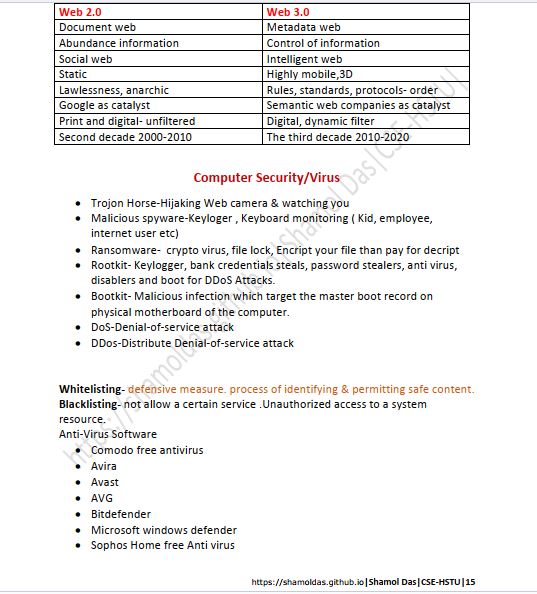 Web 2.0 Web 3.0
Document web Metadata web
Abundance information Control of information
Social web Intelligent web
Static Highly mobile,3D
Lawlessness, anarchic Rules, standards, protocols- order
Google as catalyst Semantic web companies as catalyst
Print and digital- unfiltered Digital, dynamic filter
Second decade 2000-2010 The third decade 2010-2020
Computer Security/Virus
• Trojon Horse-Hijaking Web camera & watching you
• Malicious spyware-Keyloger , Keyboard monitoring ( Kid, employee,
internet user etc)
• Ransomware- crypto virus, file lock, Encript your file than pay for decript
• Rootkit- Keylogger, bank credentials steals, password stealers, anti virus,
disablers and boot for DDoS Attacks.
• Bootkit- Malicious infection which target the master boot record on
physical motherboard of the computer.
• DoS-Denial-of-service attack
• DDos-Distribute Denial-of-service attack
Whitelisting- defensive measure. process of identifying & permitting safe content.
Blacklisting- not allow a certain service .Unauthorized access to a system
resource.
Anti-Virus Software
• Comodo free antivirus
• Avira
• Avast
• AVG
• Bitdefender
• Microsoft windows defender
• Sophos Home free Anti virus
https://shamoldas.github.io|Shamol Das|CSE-HSTU|
https://shamoldas.github.io|Shamol Das|CSE-HSTU|15